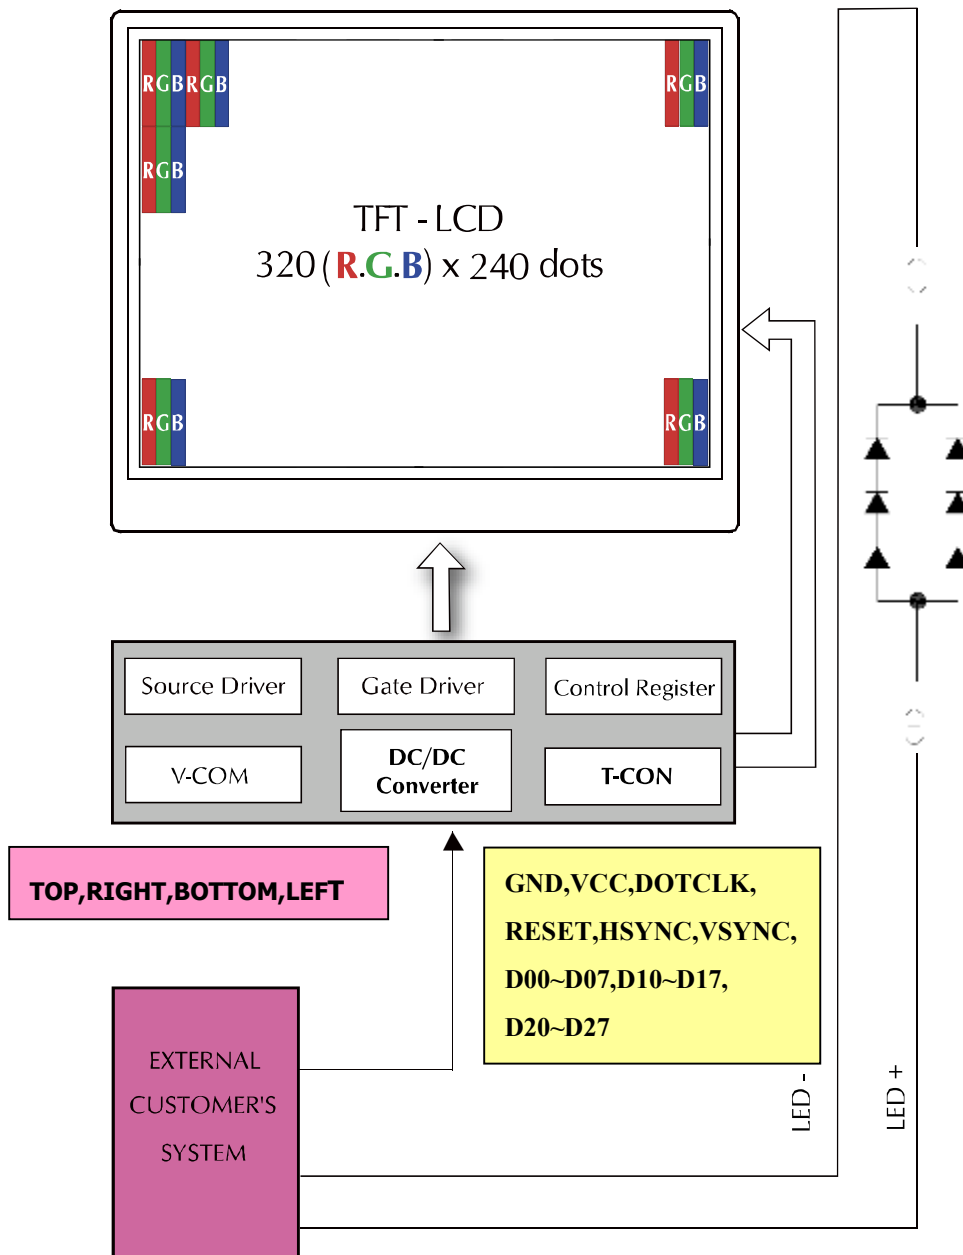 RGBRGB
RGB
RGB
TFT - LCD
320 (R.G.B) x 240 dots
RGB
RGB
Source Driver
Gate Driver
Control Register
V-COM
DC/DC
Converter
T-CON
TOP,RIGHT,BOTTOM,LEFT
GND,VCC,DOTCLK,
RESET,HSYNC,VSYNC,
D00~D07,D10~D17,
D20~D27
EXTERNAL
CUSTOMER'S
SYSTEM
LED -
LED +